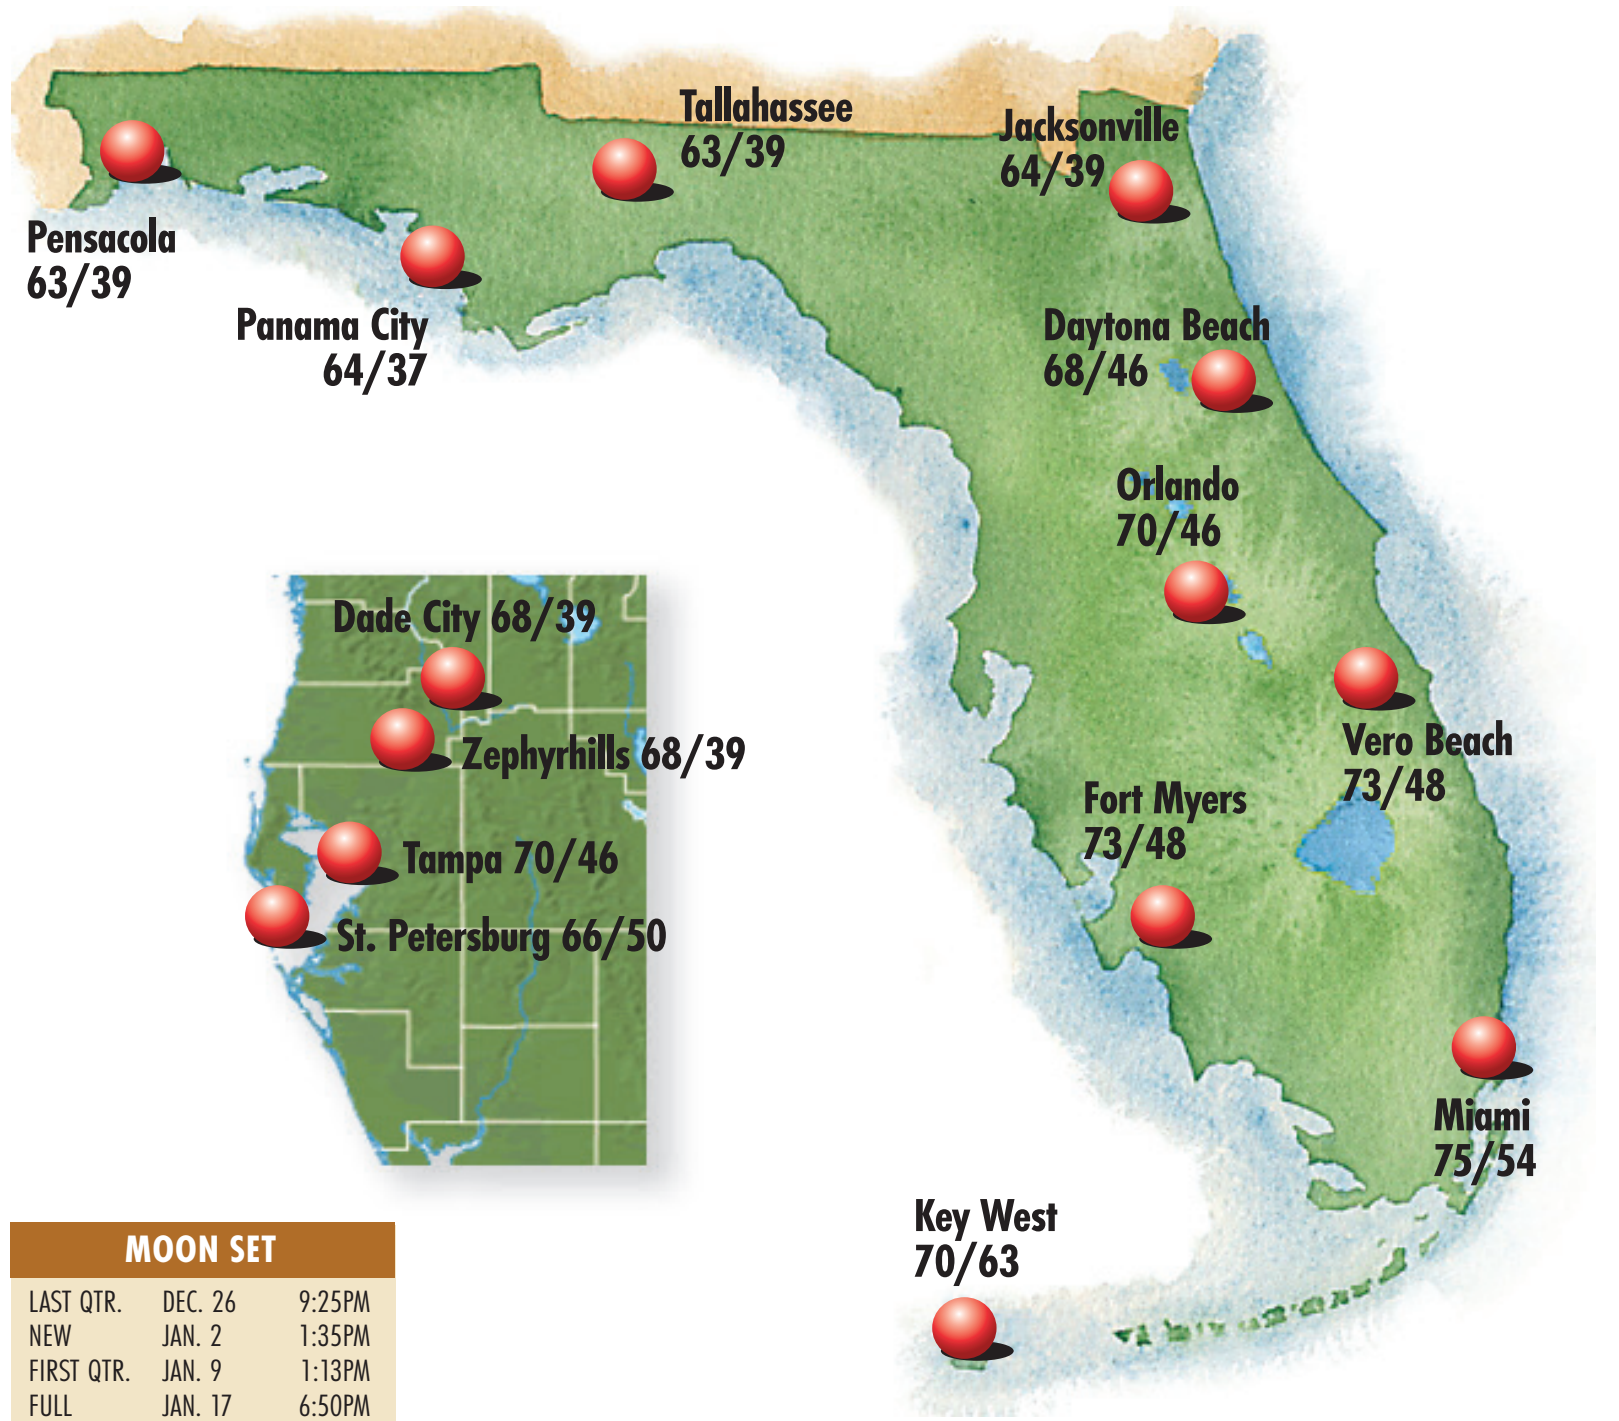 Tallahassee
63/39
Jacksonville
64/39
Pensacola
63/39
Panama City
64/37
Daytona Beach
68/46
Orlando
70/46
Dade City 68/39
Zephyrhills 68/39
Tampa 70/46
St. Petersburg 66/50
Vero Beach
73/48
Fort Myers
73/48
Miami
75/54
Key West
70/63
MOON SET
LAST QTR. DEC. 26 9:25PM
NEW JAN. 2 1:35PM
FIRST QTR. JAN. 9 1:13PM
FULL JAN. 17 6:50PM